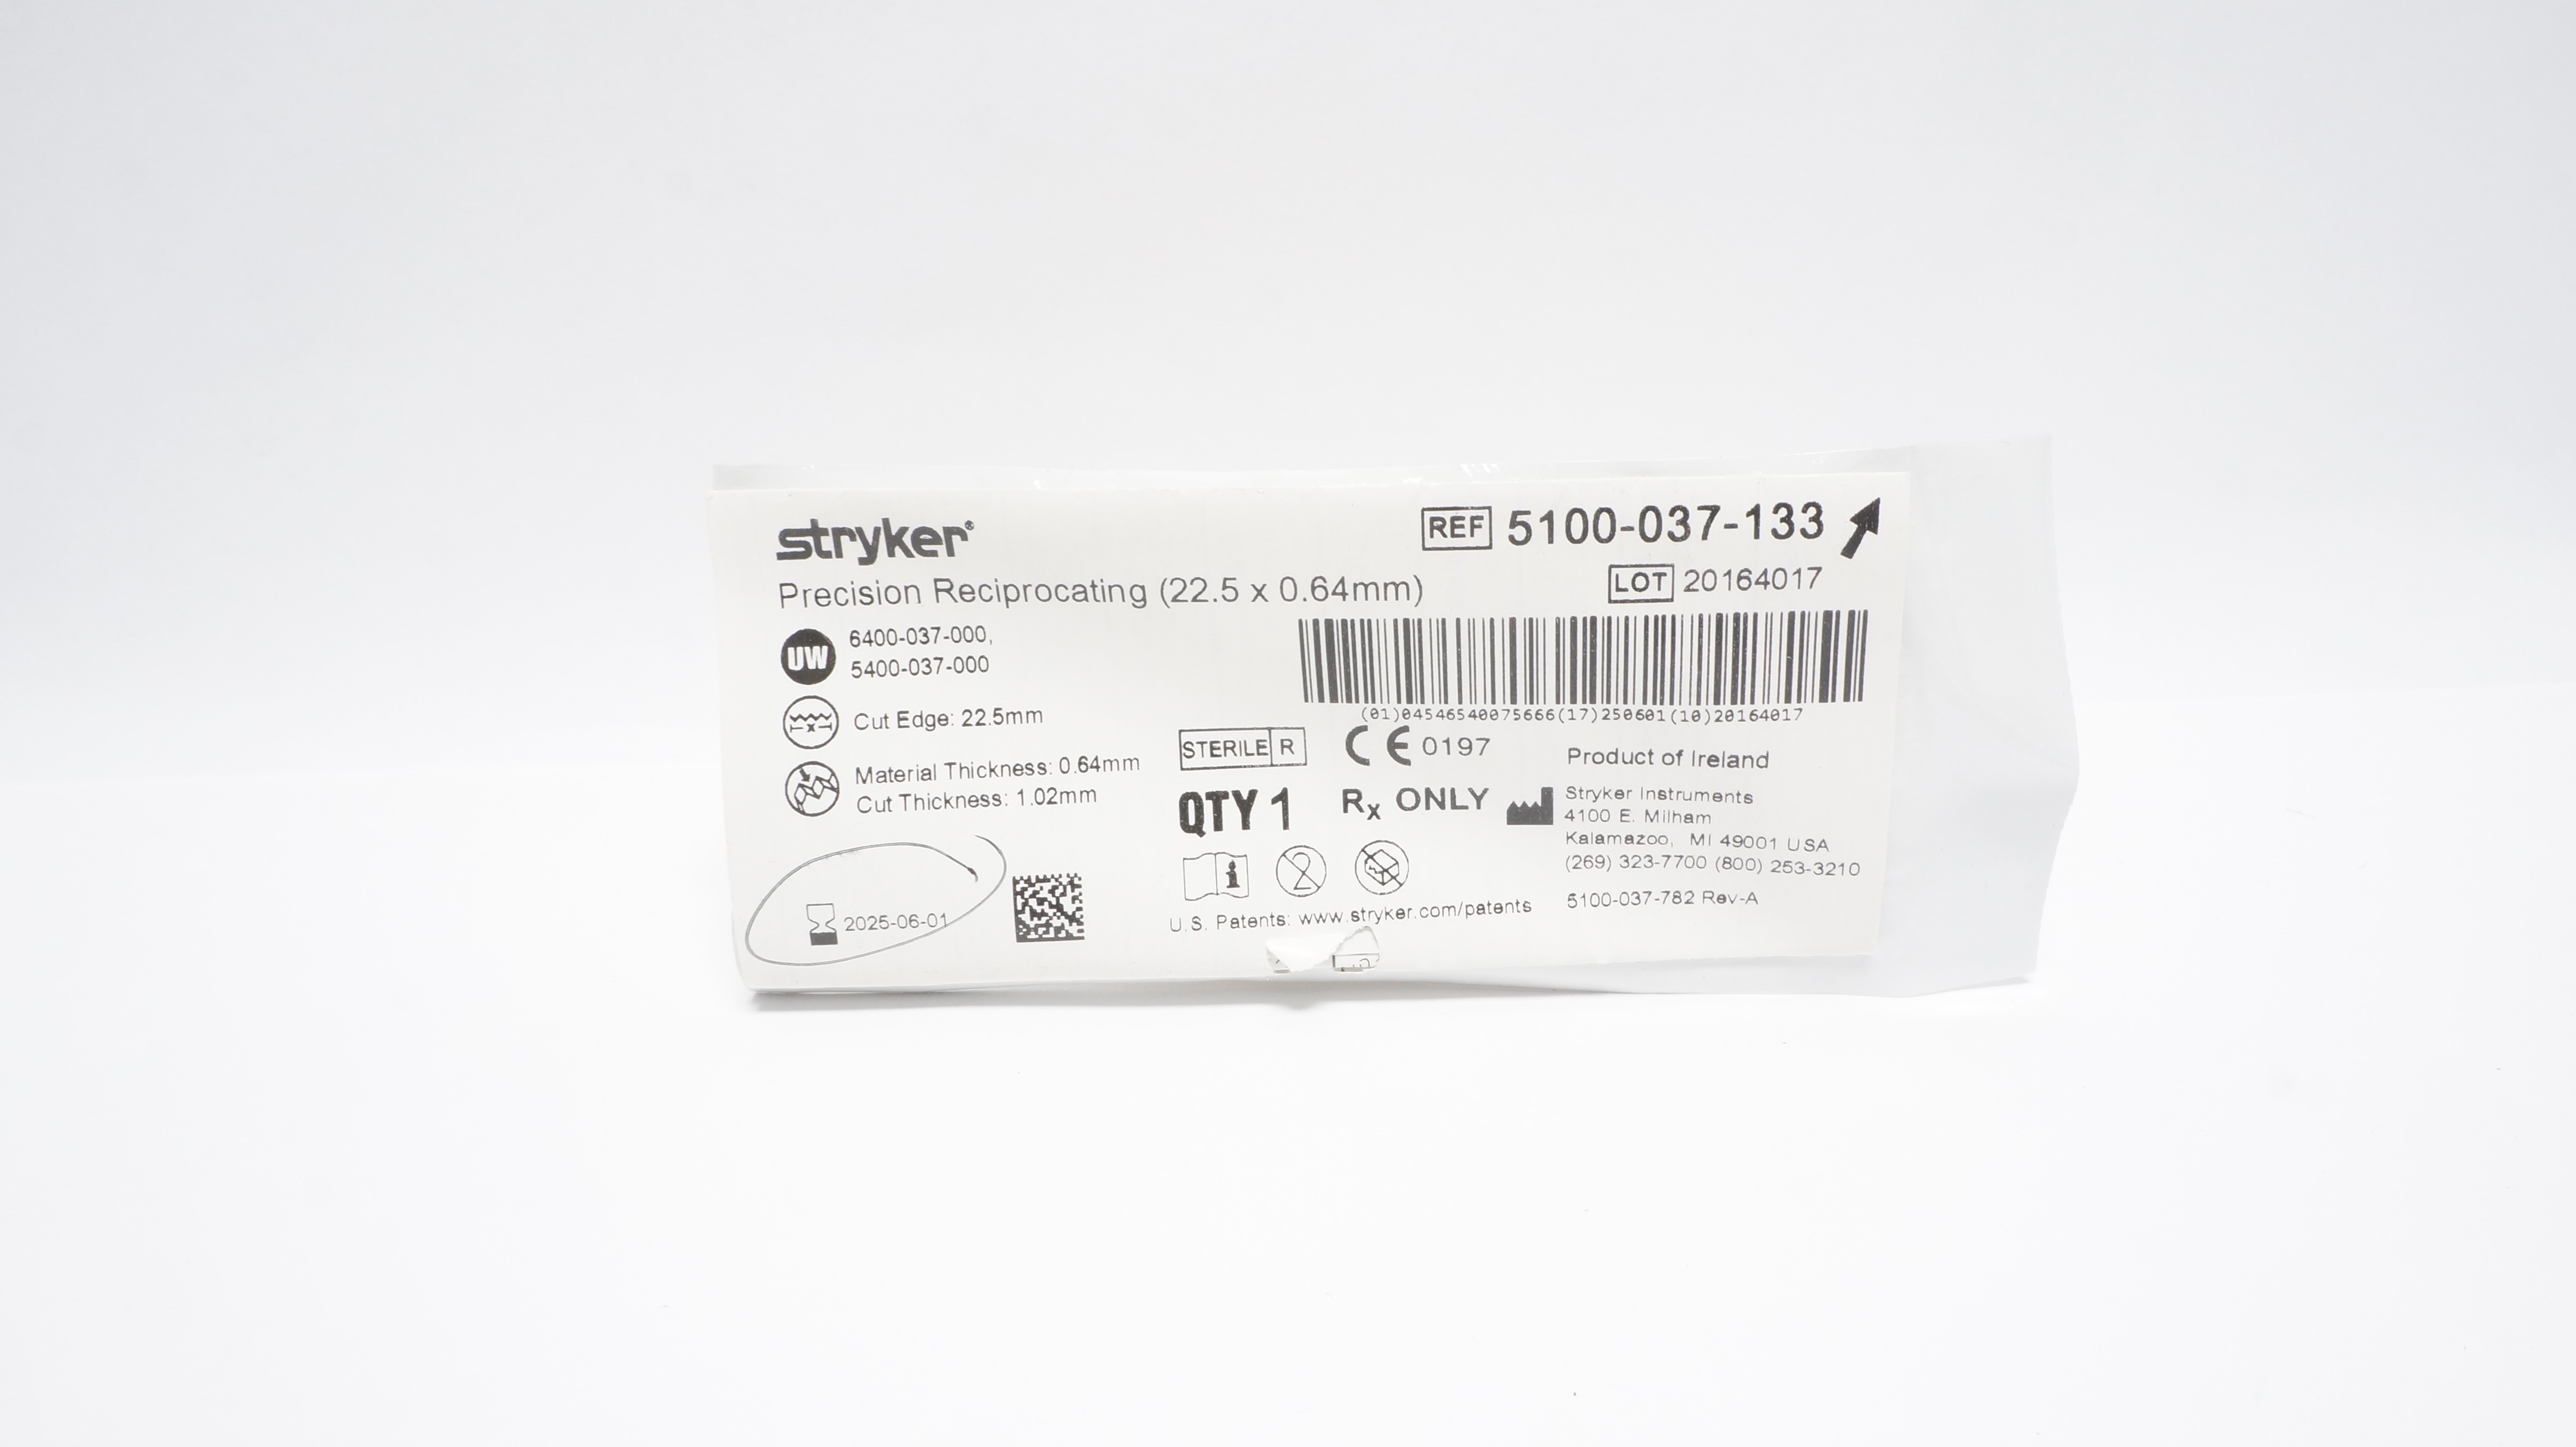 stryker®
REF 5100-037-133
Precision Reciprocating (22.5 x 0.64mm)
LOT 20164017
UW 6400-037-000,
5400-037-000
(01)04546540075666(17)250601(10)20164017
Cut Edge: 22.5mm
STERILE R
CE 0197
Product of Ireland
Material Thickness: 0.64mm
Cut Thickness: 1.02mm
QTY 1
Rx ONLY
Stryker Instruments
4100 E. Milham
Kalamazoo, MI 49001 USA
(269) 323-7700 (800) 253-3210
2025-06-01
2
5100-037-782 Rev-A
U.S. Patents: www.stryker.com/patents